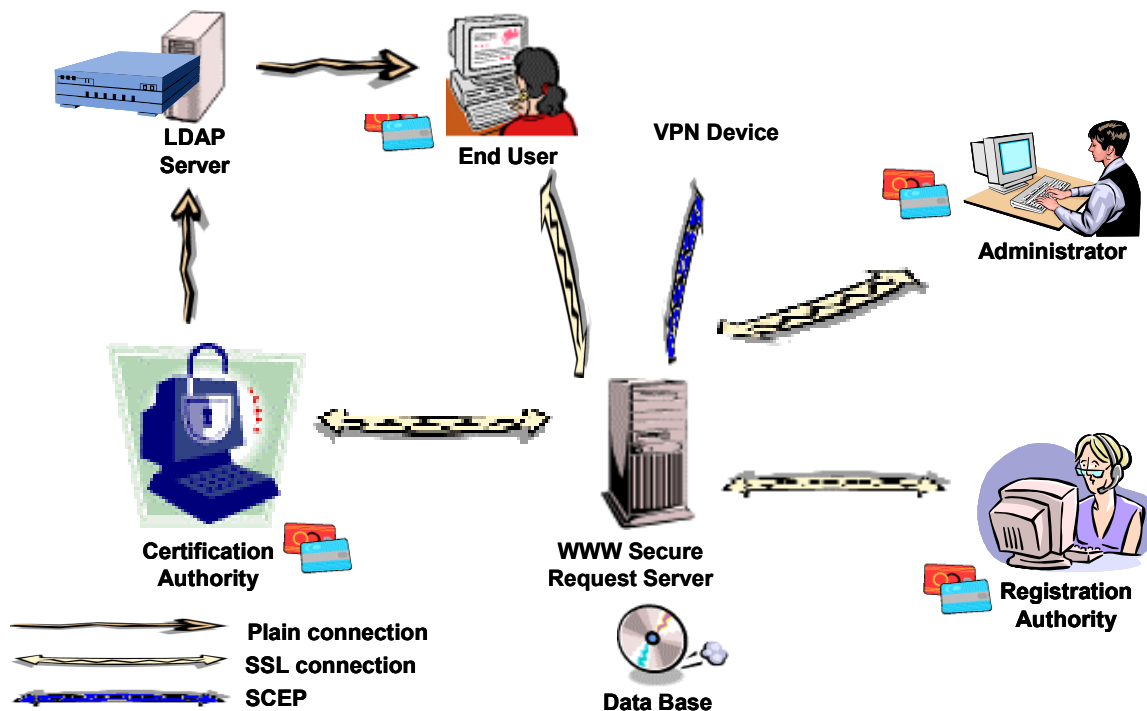 LDAP
Server
End User
VPN Device
Administrator
Certification
Authority
WWW Secure
Request Server
Registration
Authority
Plain connection
SSL connection
SCEP
Data Base